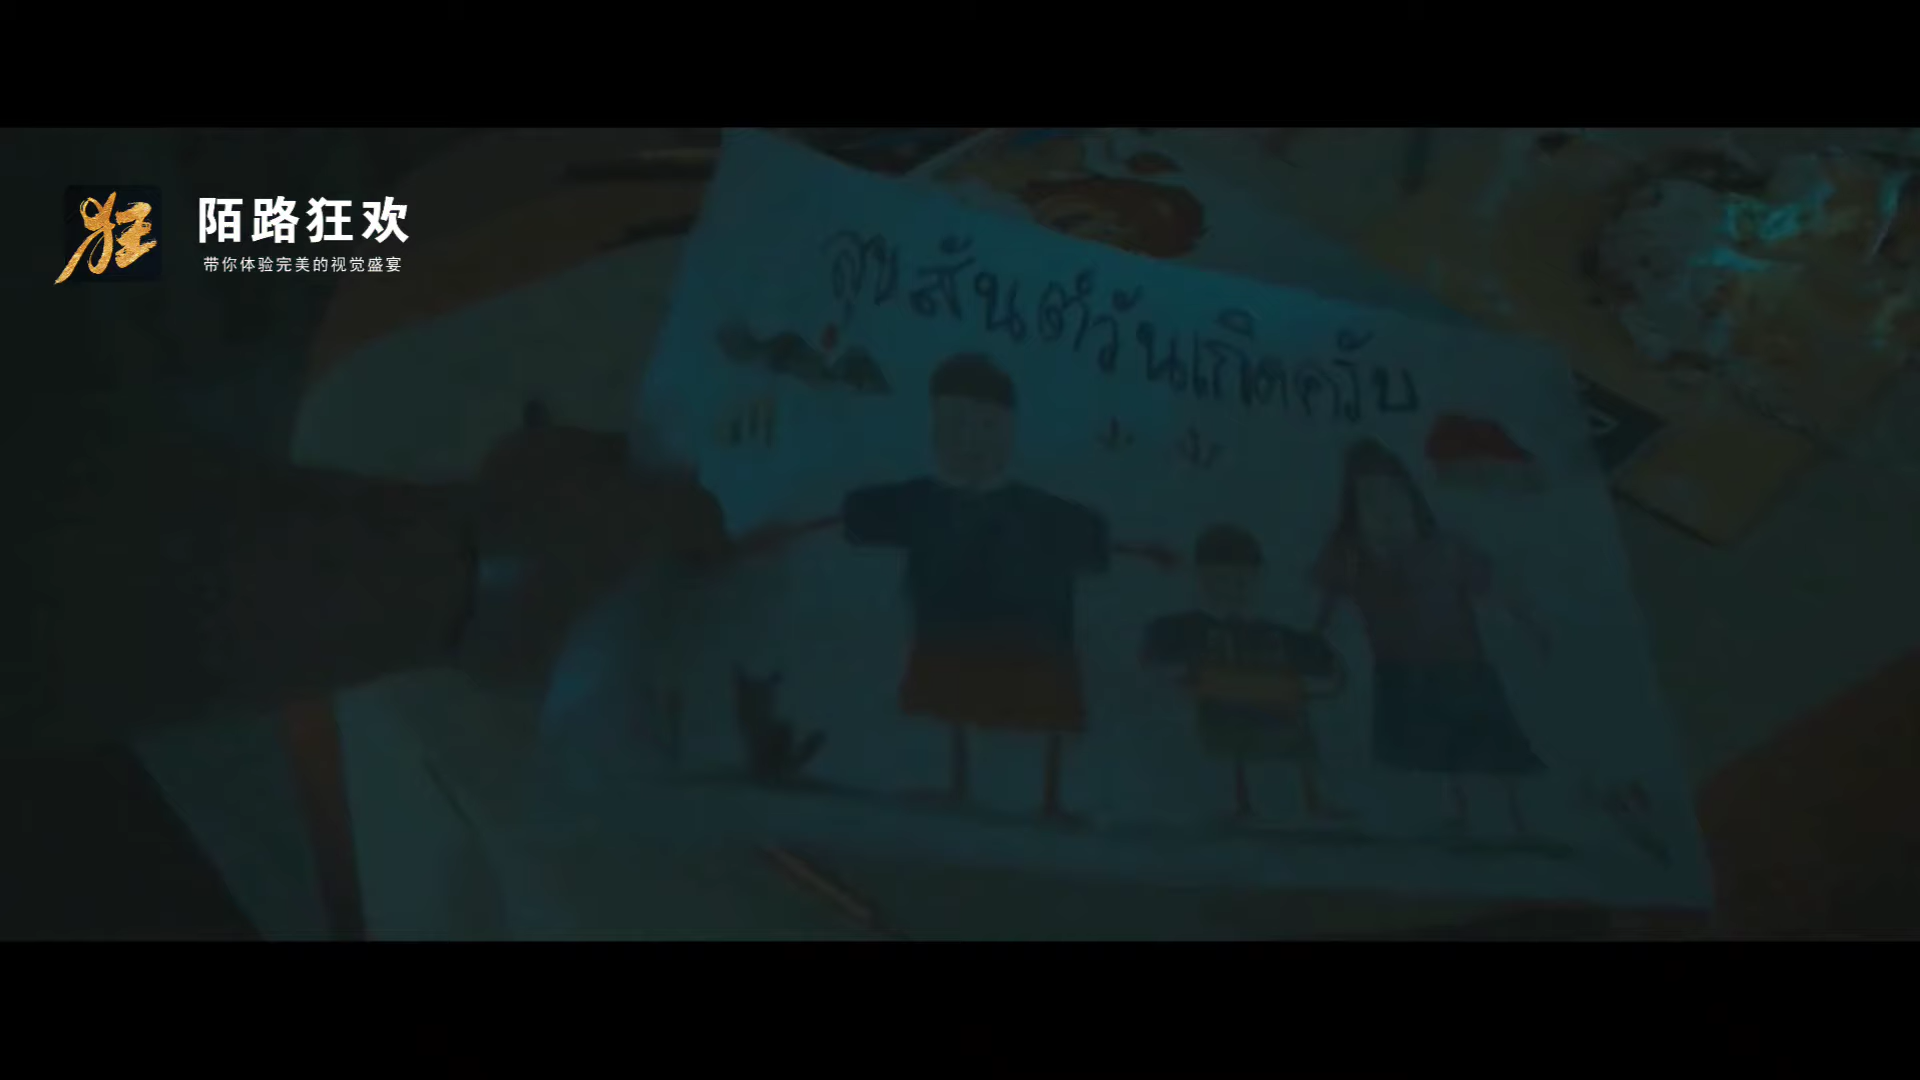 狂
陌路狂欢
带你体验完美的视觉盛宴
สุขสันต์วันเกิดครับ